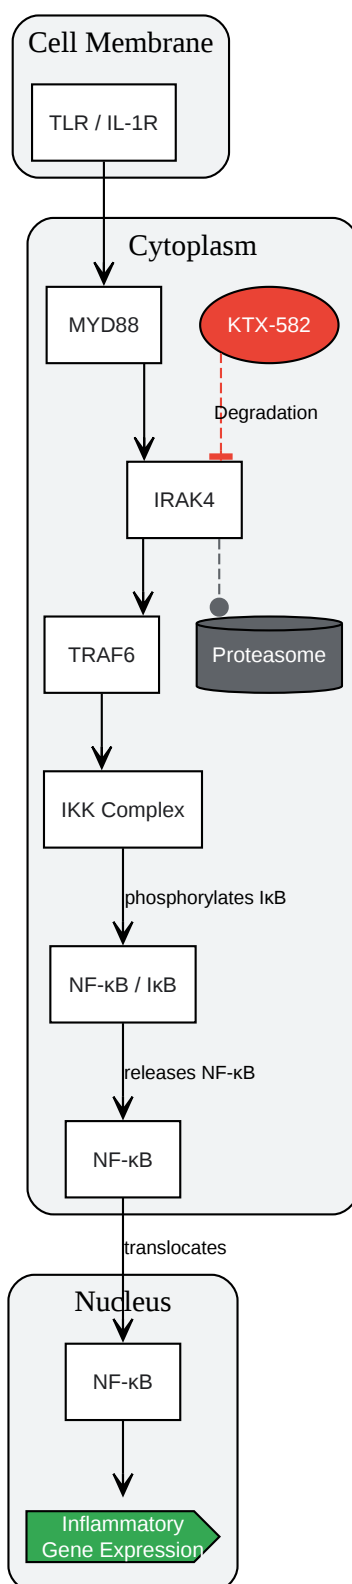 Cell Membrane
TLR / IL-1R
Cytoplasm
MYD88
KTX-582
Degradation
IRAK4
TRAF6
Proteasome
IKK Complex
phosphorylates IκB
NF-κB / IκB
releases NF-κB
NF-κB
translocates
Nucleus
NF-κB
Inflammatory
Gene Expression